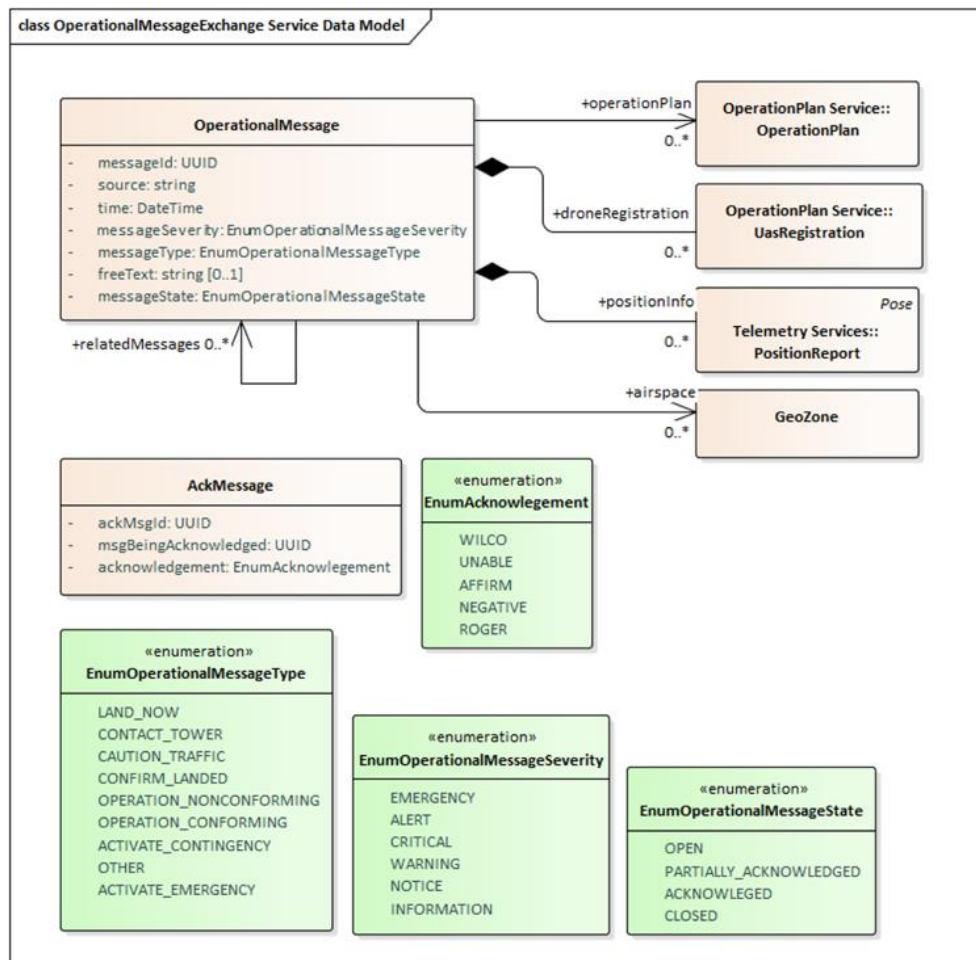 class OperationalMessageExchange Service Data Model
OperationalMessage
- messageId: UUID
- source: string
- time: DateTime
- messageSeverity: EnumOperationalMessageSeverity
- messageType: EnumOperationalMessageType
- freeText: string [0..1]
- messageState: EnumOperationalMessageState
+operationPlan
0..*
OperationPlan Service::
OperationPlan
+droneRegistration
0..*
OperationPlan Service::
UasRegistration
+positionInfo
0..*
Pose
Telemetry Services::
PositionReport
+relatedMessages 0..*
+airspace
0..*
GeoZone
AckMessage
- ackMsgId: UUID
- msgBeingAcknowledged: UUID
- acknowledgement: EnumAcknowlegement
«enumeration»
EnumAcknowlegement
WILCO
UNABLE
AFFIRM
NEGATIVE
ROGER
«enumeration»
EnumOperationalMessageType
LAND_NOW
CONTACT_TOWER
CAUTION_TRAFFIC
CONFIRM_LANDED
OPERATION_NONCONFORMING
OPERATION_CONFORMING
ACTIVATE_CONTINGENCY
OTHER
ACTIVATE_EMERGENCY
«enumeration»
EnumOperationalMessageSeverity
EMERGENCY
ALERT
CRITICAL
WARNING
NOTICE
INFORMATION
«enumeration»
EnumOperationalMessageState
OPEN
PARTIALLY_ACKNOWLEDGED
ACKNOWLEGED
CLOSED